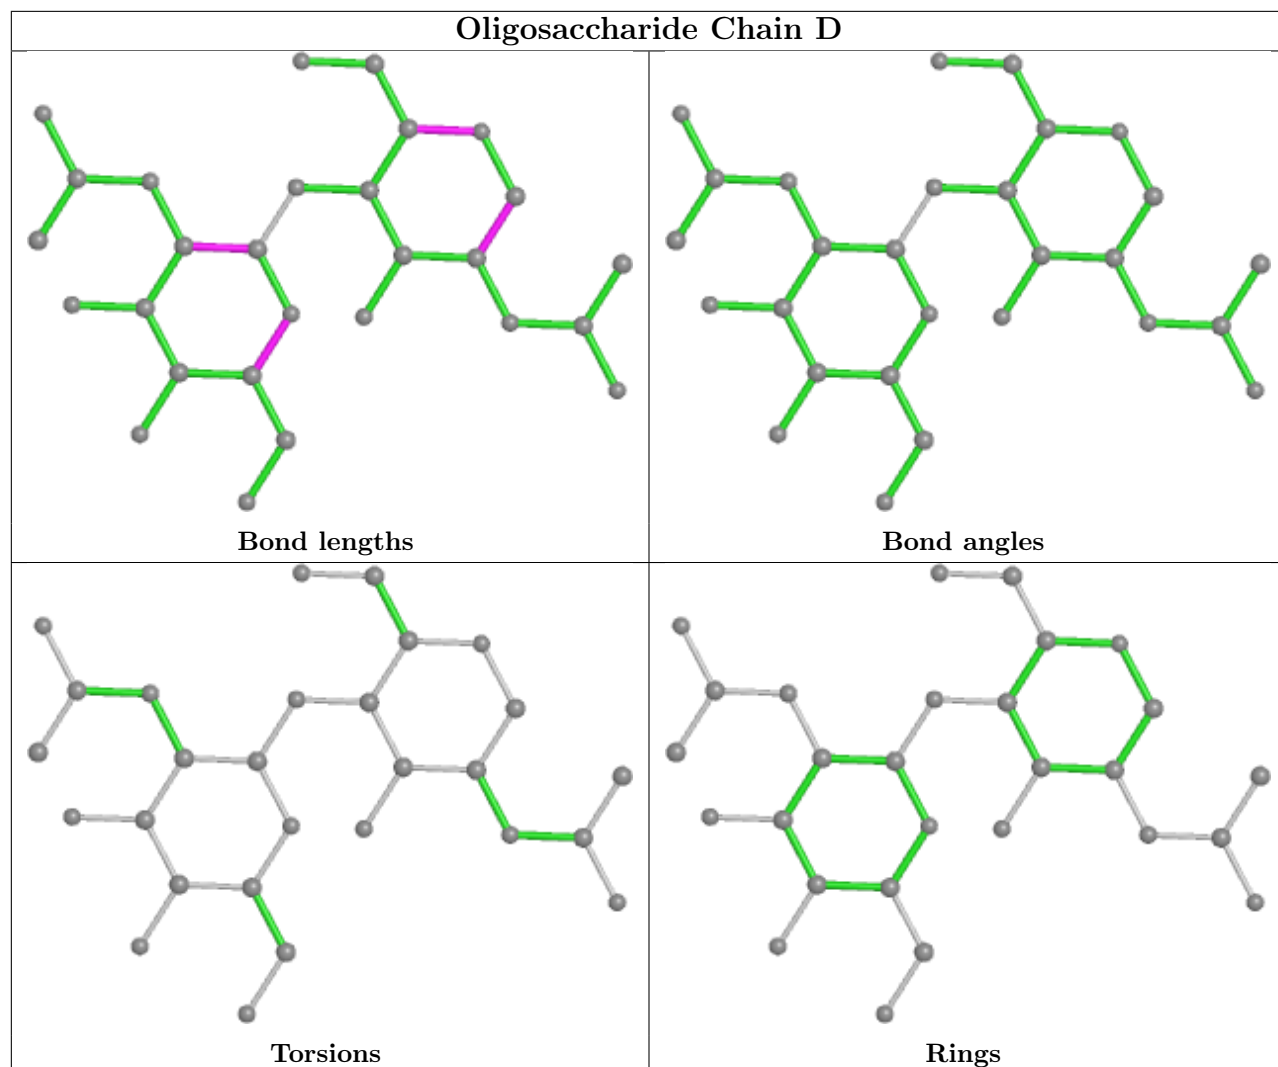 Oligosaccharide Chain D
Bond lengths
Bond angles
Torsions
Rings